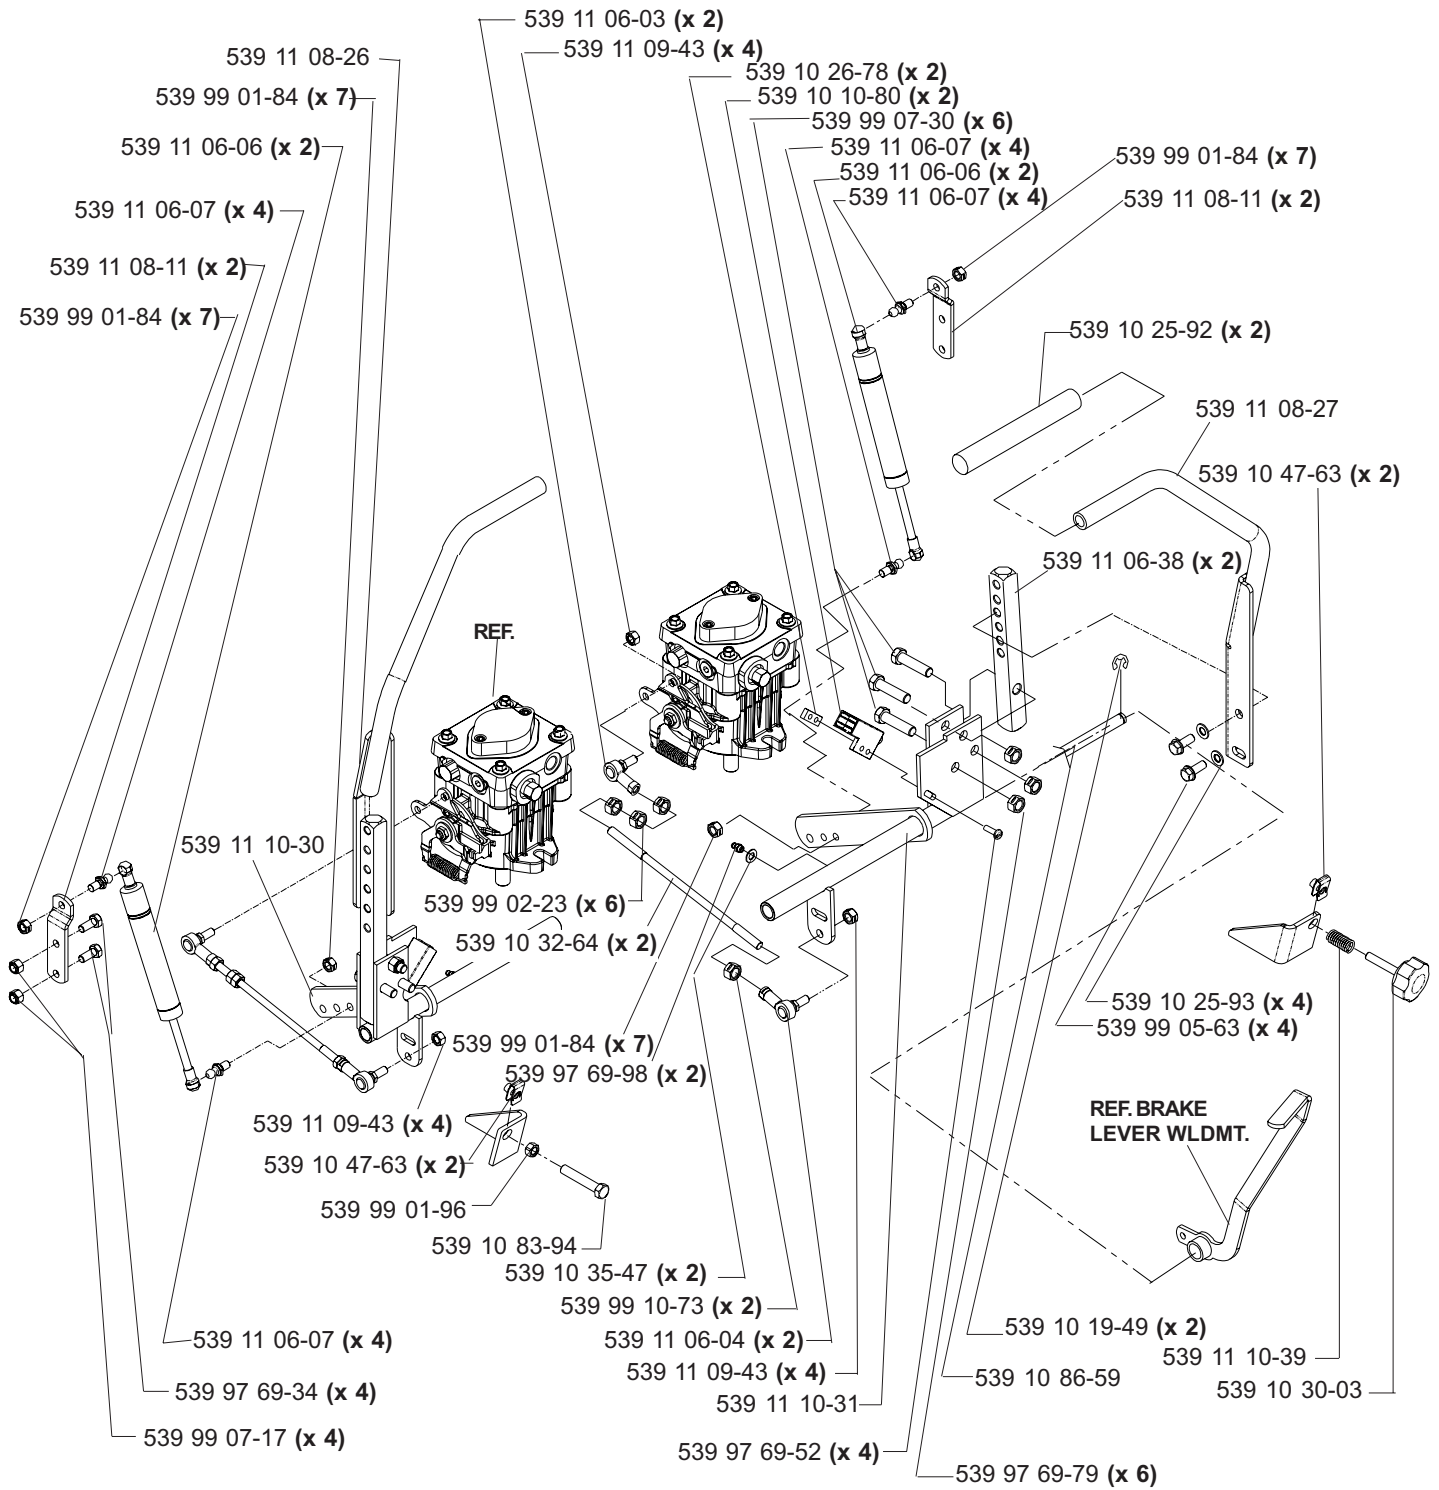 539 11 06-03 (x 2)
539 11 09-43 (x 4)
539 11 08-26
539 10 26-78 (x 2)
539 99 01-84 (x 7)
539 10 10-80 (x 2)
539 99 07-30 (x 6)
539 11 06-06 (x 2)
539 11 06-07 (x 4)
539 99 01-84 (x 7)
539 11 06-06 (x 2)
539 11 06-07 (x 4)
539 11 08-11 (x 2)
539 11 06-07 (x 4)
539 11 08-11 (x 2)
539 99 01-84 (x 7)
539 10 25-92 (x 2)
539 11 08-27
539 10 47-63 (x 2)
539 11 06-38 (x 2)
REF.
539 11 10-30
539 99 02-23 (x 6)
539 10 32-64 (x 2)
539 10 25-93 (x 4)
539 99 05-63 (x 4)
539 99 01-84 (x 7)
539 97 69-98 (x 2)
539 11 09-43 (x 4)
539 10 47-63 (x 2)
539 99 01-96
539 10 83-94
REF. BRAKE
LEVER WLDMT.
539 10 35-47 (x 2)
539 99 10-73 (x 2)
539 11 06-07 (x 4)
539 11 06-04 (x 2)
539 10 19-49 (x 2)
539 11 10-39
539 11 09-43 (x 4)
539 10 86-59
539 10 30-03
539 97 69-34 (x 4)
539 11 10-31
539 99 07-17 (x 4)
539 97 69-52 (x 4)
539 97 69-79 (x 6)